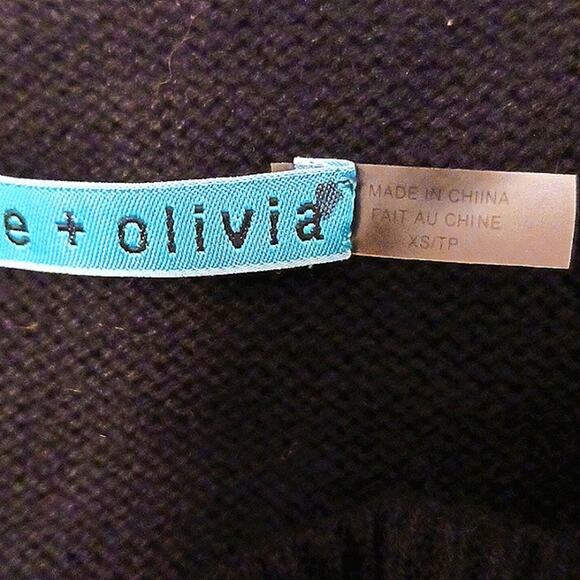 e + olivia
MADE IN CHIINA
FAIT AU CHINE
XS/TP